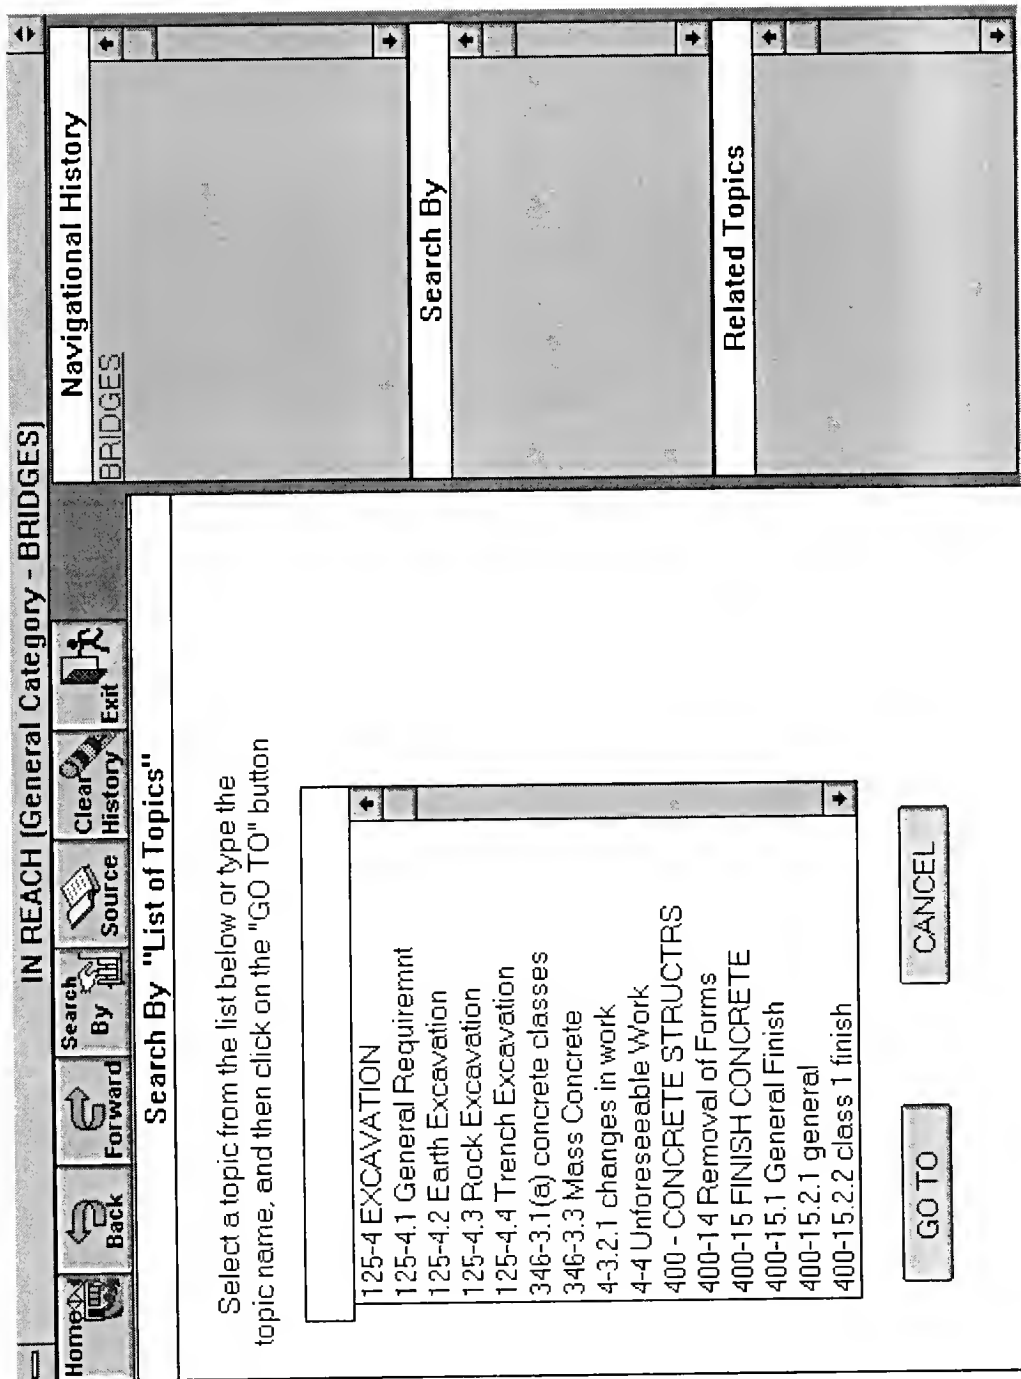 IN REACH [General Category - BRIDGES]
Home
Back
Forward
Search
By
Source
Clear
History
Exit
Search By "List of Topics"
Select a topic from the list below or type the
topic name, and then click on the "GO TO" button
125-4 EXCAVATION
125-4.1 General Requiremnt
125-4.2 Earth Excavation
125-4.3 Rock Excavation
125-4.4 Trench Excavation
346-3.1(a) concrete classes
346-3.3 Mass Concrete
4-3.2.1 changes in work
4-4 Unforeseeable Work
400 - CONCRETE STRUCTRS
400-14 Removal of Forms
400-15 FINISH CONCRETE
400-15.1 General Finish
400-15.2.1 general
400-15.2.2 class 1 finish
GO TO
CANCEL
Navigational History
BRIDGES
Search By
Related Topics